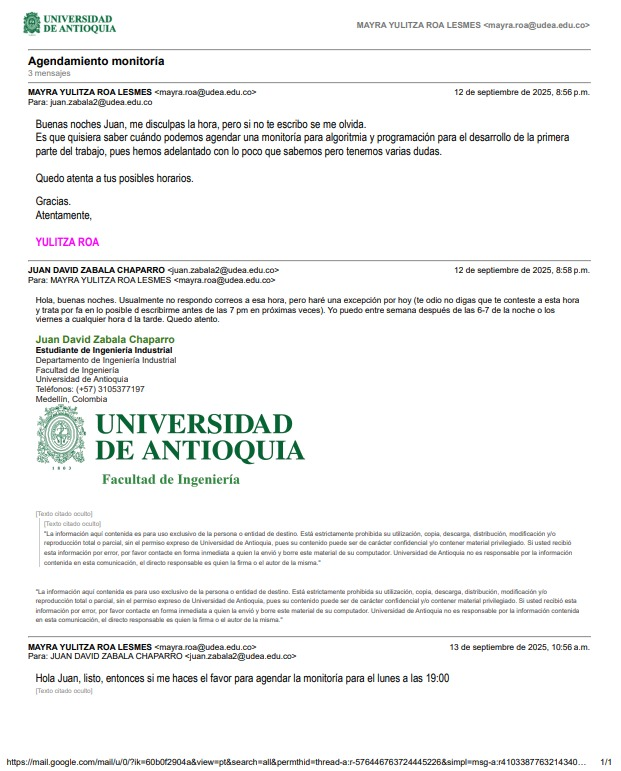 UNIVERSIDAD
DE ANTIOQUIA
MAYRA YULITZA ROA LESMES <mayra.roa@udea.edu.co>
Agendamiento monitoría
3 mensajes
MAYRA YULITZA ROA LESMES <mayra.roa@udea.edu.co>
12 de septiembre de 2025, 8:56 p.m.
Para: juan.zabala2@udea.edu.co
Buenas noches Juan, me disculpas la hora, pero si no te escribo se me olvida.
Es que quisiera saber cuándo podemos agendar una monitoría para algoritmia y programación para el desarrollo de la primera
parte del trabajo, pues hemos adelantado con lo poco que sabemos pero tenemos varias dudas.
Quedo atenta a tus posibles horarios.
Gracias.
Atentamente,
YULITZA ROA
JUAN DAVID ZABALA CHAPARRO <juan.zabala2@udea.edu.co>
12 de septiembre de 2025, 8:58 p.m.
Para: MAYRA YULITZA ROA LESMES <mayra.roa@udea.edu.co>
Hola, buenas noches. Usualmente no respondo correos a esa hora, pero haré una excepción por hoy (te odio no digas que te conteste a esta hora
y trata por fa en lo posible d escribirme antes de las 7 pm en próximas veces). Yo puedo entre semana después de las 6-7 de la noche o los
viernes a cualquier hora d la tarde. Quedo atento.
Juan David Zabala Chaparro
Estudiante de Ingeniería Industrial
Departamento de Ingeniería Industrial
Facultad de Ingeniería
Universidad de Antioquia
Teléfonos: (+57) 3105377197
Medellín, Colombia
UNIVERSIDAD
DE ANTIOQUIA
1803
Facultad de Ingeniería
[Texto citado oculto]
[Texto citado oculto]
"La información aquí contenida es para uso exclusivo de la persona o entidad de destino. Está estrictamente prohibida su utilización, copia, descarga, distribución, modificación y/o
reproducción total o parcial, sin el permiso expreso de Universidad de Antioquia, pues su contenido puede ser de carácter confidencial y/o contener material privilegiado. Si usted recibió
esta información por error, por favor contacte en forma inmediata a quien la envió y borre este material de su computador. Universidad de Antioquia no es responsable por la información
contenida en esta comunicación, el directo responsable es quien la firma o el autor de la misma."
"La información aquí contenida es para uso exclusivo de la persona o entidad de destino. Está estrictamente prohibida su utilización, copia, descarga, distribución, modificación y/o
reproducción total o parcial, sin el permiso expreso de Universidad de Antioquia, pues su contenido puede ser de carácter confidencial y/o contener material privilegiado. Si usted recibió esta
información por error, por favor contacte en forma inmediata a quien la envió y borre este material de su computador. Universidad de Antioquia no es responsable por la información contenida
en esta comunicación, el directo responsable es quien la firma o el autor de la misma."
MAYRA YULITZA ROA LESMES <mayra.roa@udea.edu.co>
13 de septiembre de 2025, 10:56 a.m.
Para: JUAN DAVID ZABALA CHAPARRO <juan.zabala2@udea.edu.co>
Hola Juan, listo, entonces si me haces el favor para agendar la monitoría para el lunes a las 19:00
[Texto citado oculto]
https://mail.google.com/mail/u/0/?ik=60b0f2904a&view=pt&search=all&permthid=thread-a:r-576446763724445226&simpl=msg-a:r4103387763214340... 1/1